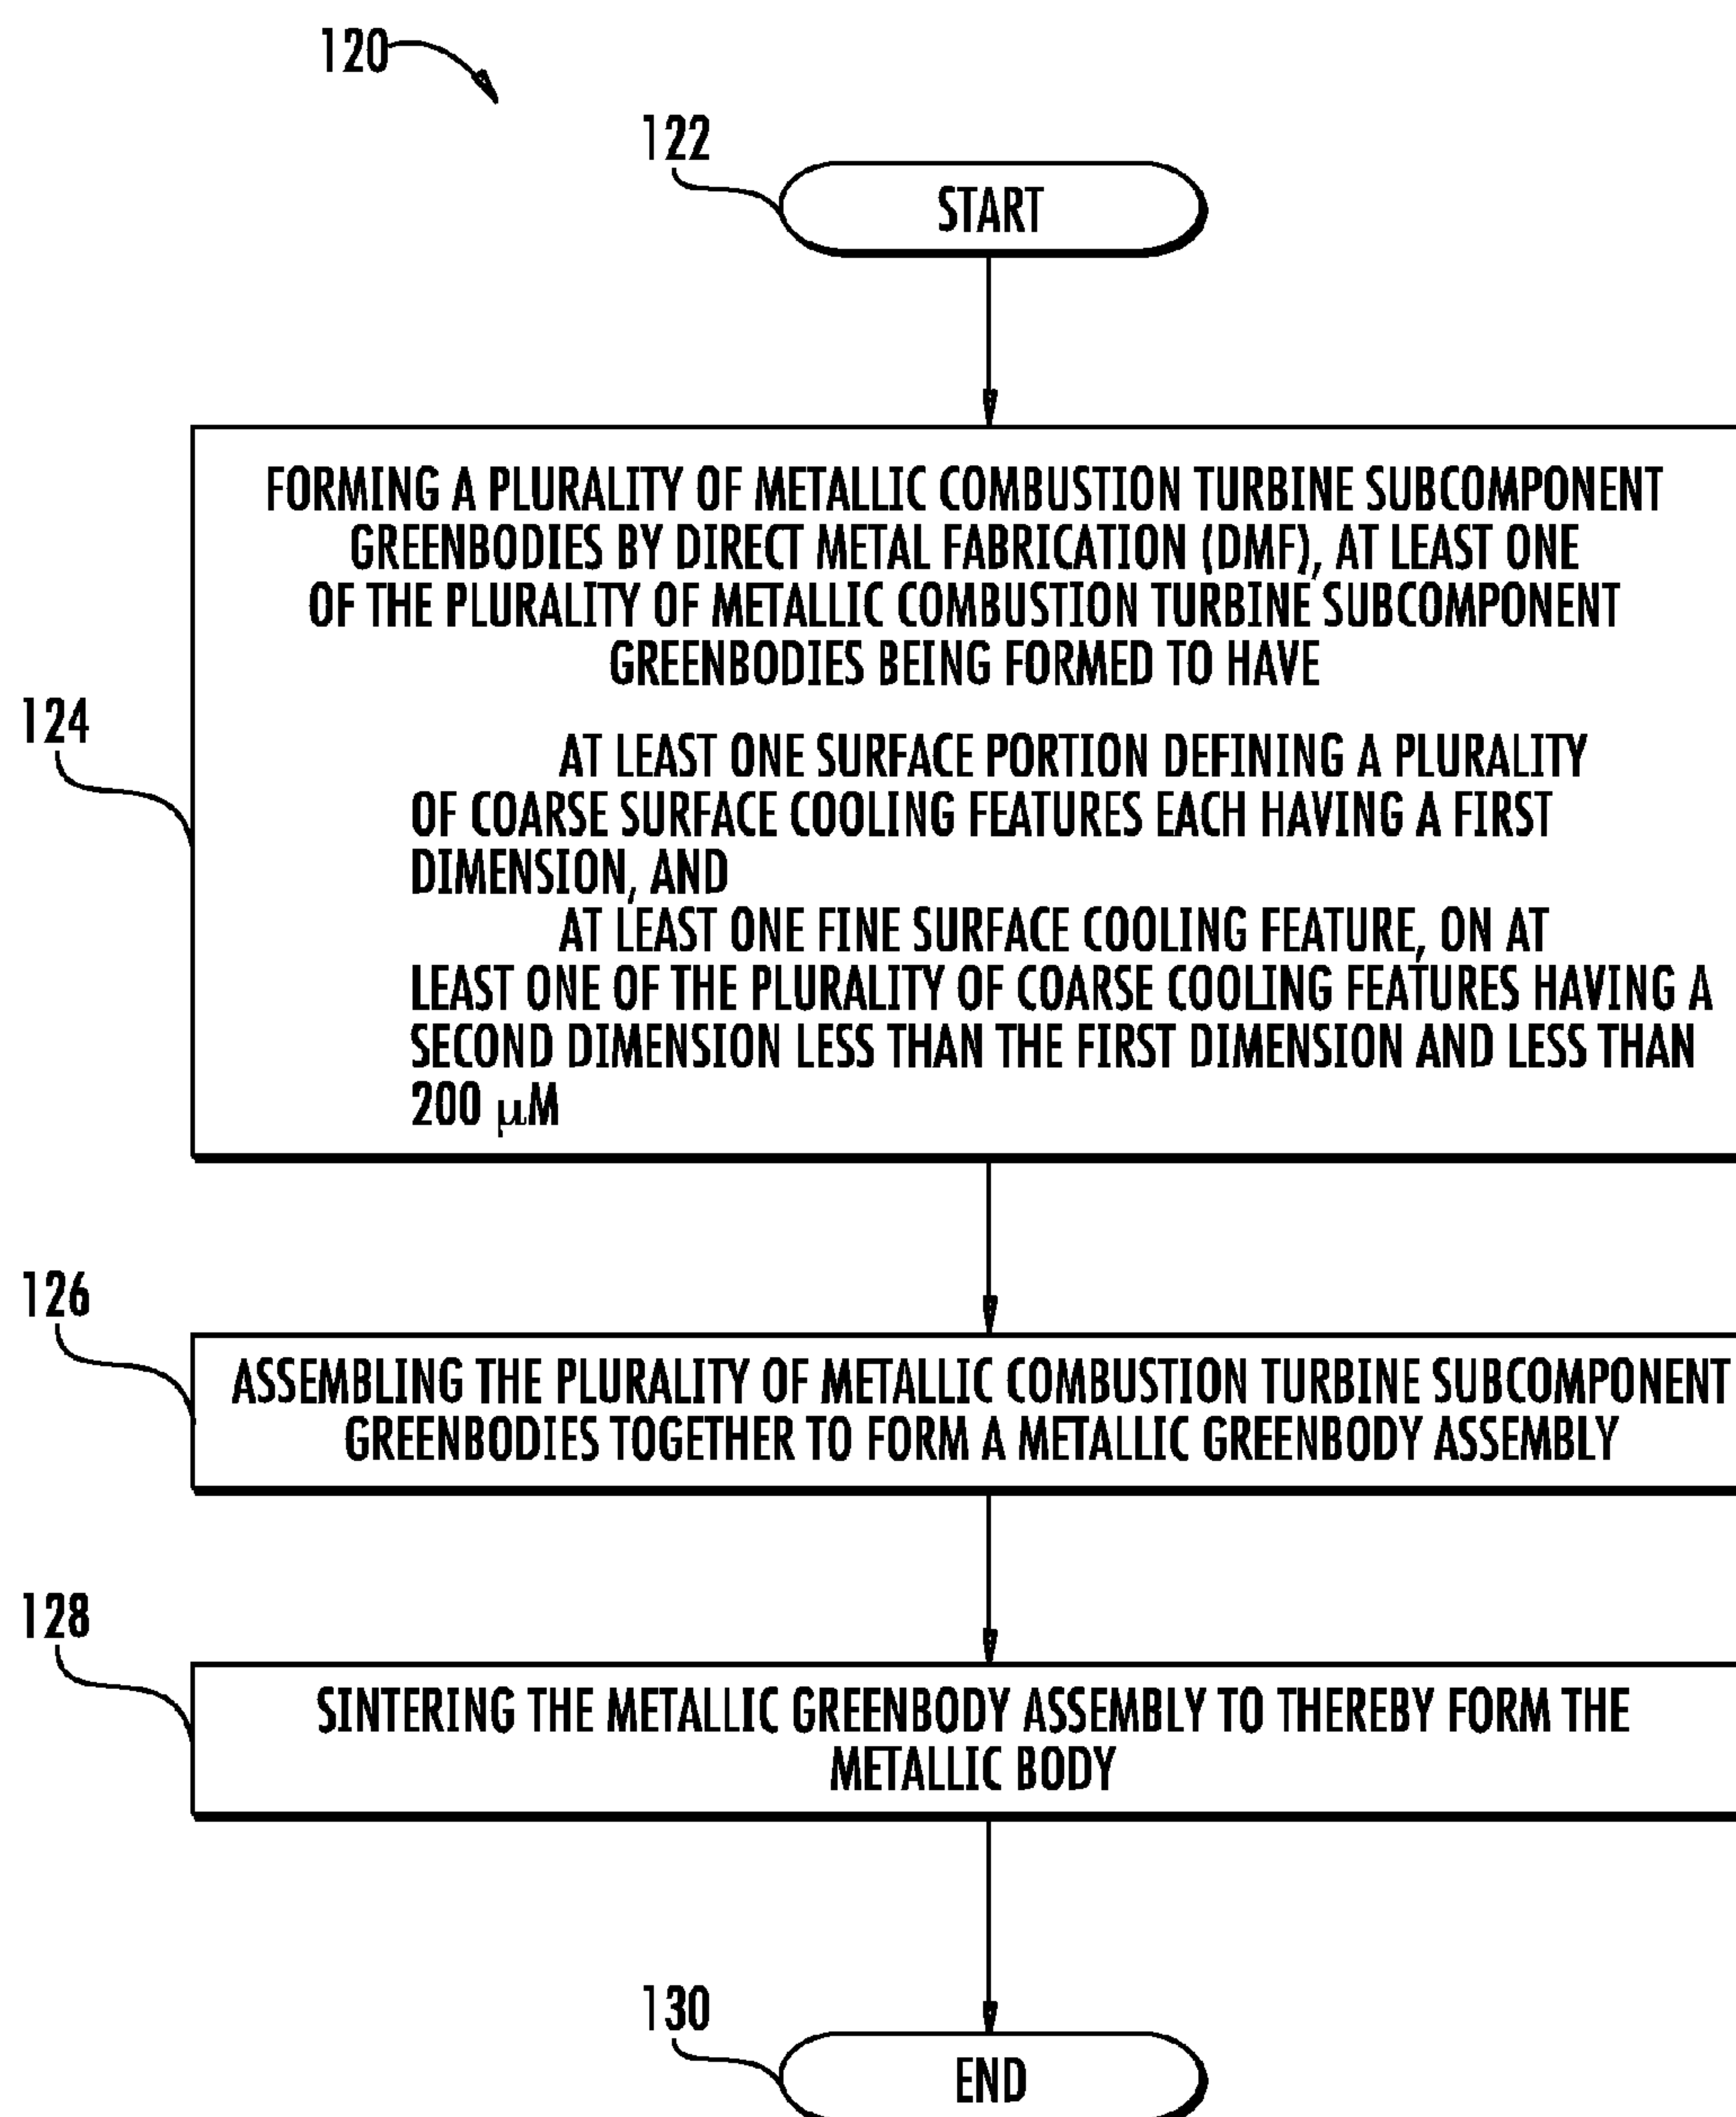 120
122
START
124
FORMING A PLURALITY OF METALLIC COMBUSTION TURBINE SUBCOMPONENT
GREENBODIES BY DIRECT METAL FABRICATION (DMF), AT LEAST ONE
OF THE PLURALITY OF METALLIC COMBUSTION TURBINE SUBCOMPONENT
GREENBODIES BEING FORMED TO HAVE
AT LEAST ONE SURFACE PORTION DEFINING A PLURALITY
OF COARSE SURFACE COOLING FEATURES EACH HAVING A FIRST
DIMENSION, AND
AT LEAST ONE FINE SURFACE COOLING FEATURE, ON AT
LEAST ONE OF THE PLURALITY OF COARSE COOLING FEATURES HAVING A
SECOND DIMENSION LESS THAN THE FIRST DIMENSION AND LESS THAN
200 μM
126
ASSEMBLING THE PLURALITY OF METALLIC COMBUSTION TURBINE SUBCOMPONENT
GREENBODIES TOGETHER TO FORM A METALLIC GREENBODY ASSEMBLY
128
SINTERING THE METALLIC GREENBODY ASSEMBLY TO THEREBY FORM THE
METALLIC BODY
130
END